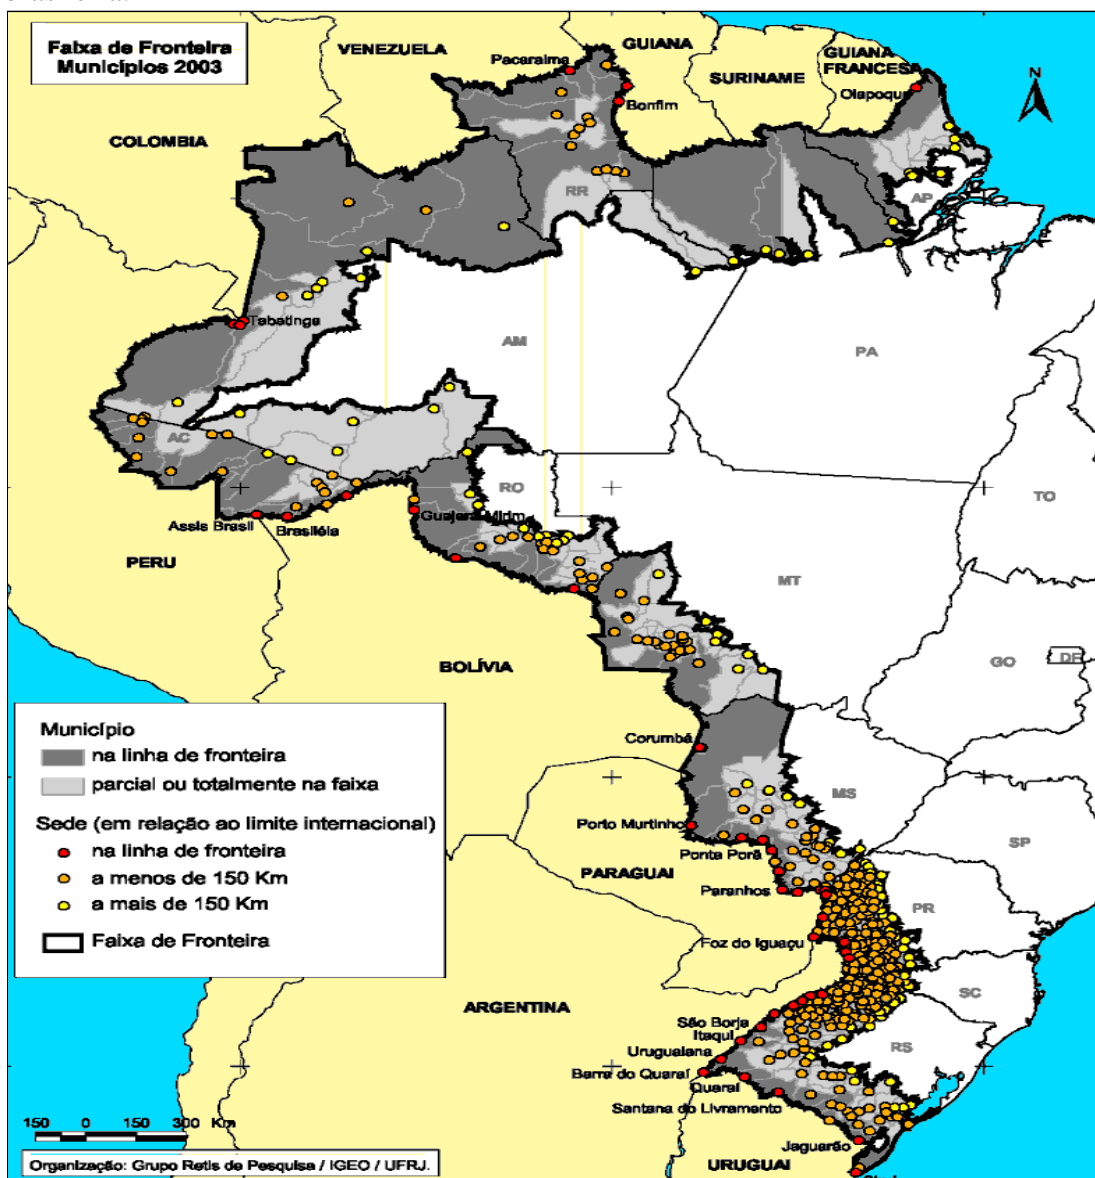 Faixa de Fronteira
Municípios 2003
VENEZUELA
GUIANA
SURINAME
GUIANA
FRANCESA
COLOMBIA
Pacaraima
Bonfim
Oiapoque
N
RR
AP
Tabatinga
AM
PA
AC
RO
TO
Assis Brasil
Brasiléia
Guajará-Mirim
PERU
MT
BOLÍVIA
GO
DF
Município
na linha de fronteira
parcial ou totalmente na faixa
Sede (em relação ao limite internacional)
na linha de fronteira
a menos de 150 Km
a mais de 150 Km
Faixa de Fronteira
Corumbá
MS
Porto Murtinho
SP
Ponta Porã
PARAGUAI
Paranhos
PR
Foz do Iguaçu
SC
ARGENTINA
São Borja
Itaqui
RS
Uruguaiana
Barra do Quaraí
Quaraí
Santana do Livramento
150 0 150 300 Km
Jaguarão
Organização: Grupo Retis de Pesquisa / IGEO / UFRJ.
URUGUAI